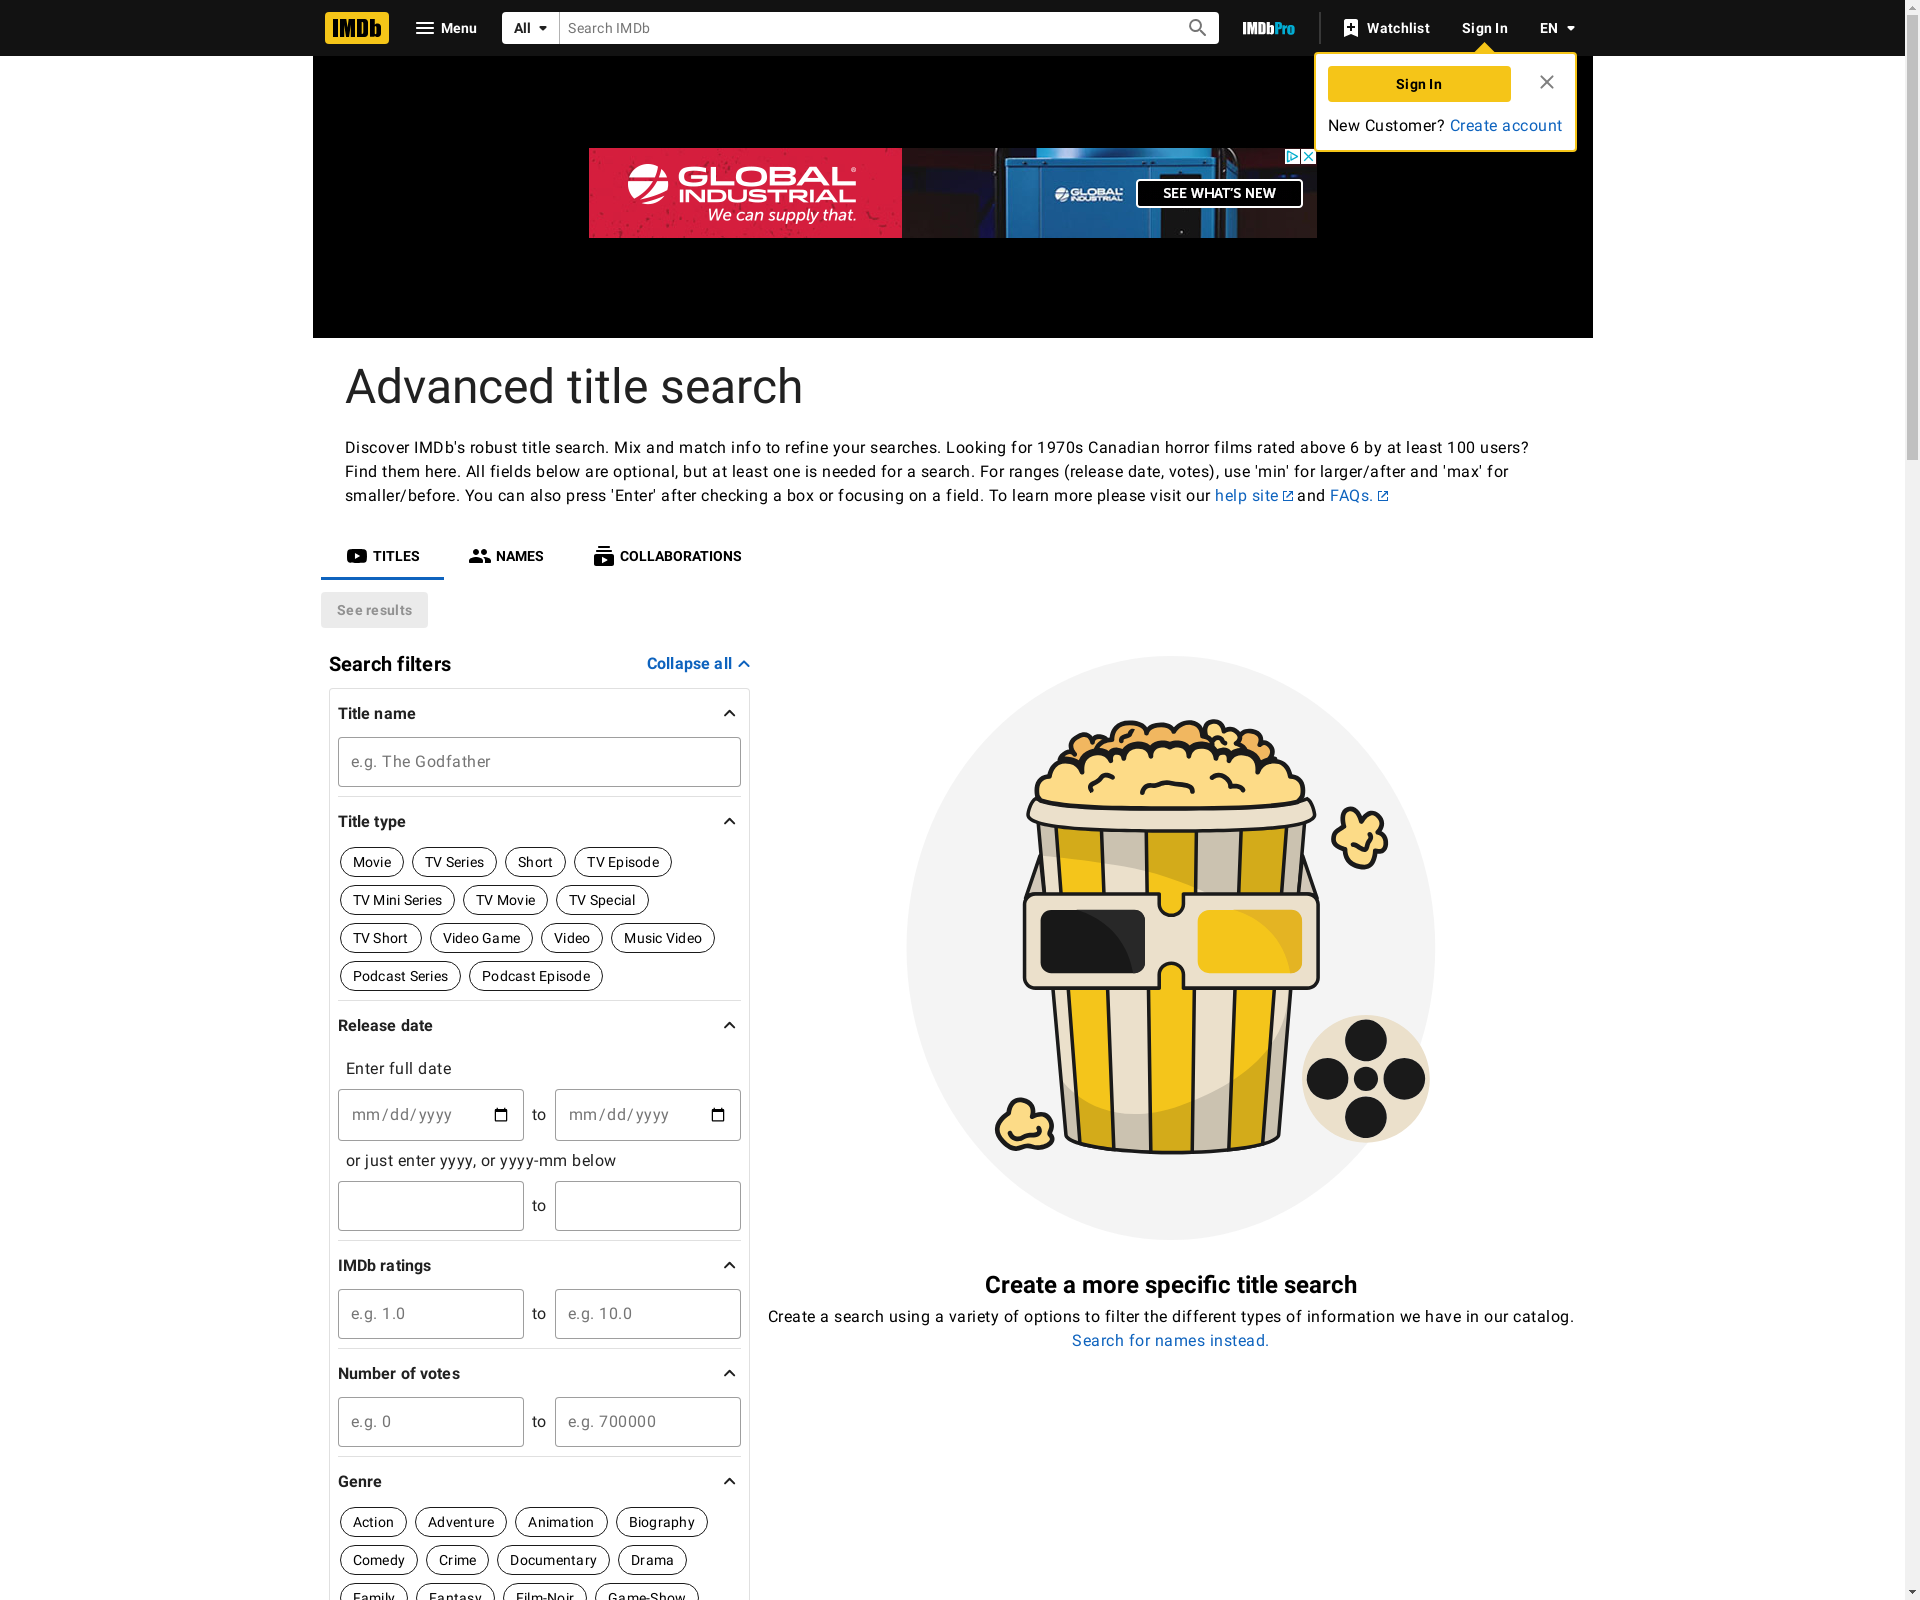 IMDb
Menu
All
Search IMDb
IMDbPro
Watchlist
Sign In
EN
Sign In
New Customer? Create account
GLOBAL INDUSTRIAL
We can supply that.
GLOBAL INDUSTRIAL
SEE WHAT'S NEW
Advanced title search
Discover IMDb's robust title search. Mix and match info to refine your searches. Looking for 1970s Canadian horror films rated above 6 by at least 100 users?
Find them here. All fields below are optional, but at least one is needed for a search. For ranges (release date, votes), use 'min' for larger/after and 'max' for
smaller/before. You can also press 'Enter' after checking a box or focusing on a field. To learn more please visit our help site and FAQs.
TITLES
NAMES
COLLABORATIONS
See results
Search filters
Collapse all
Title name
e.g. The Godfather
Title type
Movie TV Series Short TV Episode
TV Mini Series TV Movie TV Special
TV Short Video Game Video Music Video
Podcast Series Podcast Episode
Release date
Enter full date
mm/dd/yyyy to mm/dd/yyyy
or just enter yyyy, or yyyy-mm below
to
IMDb ratings
e.g. 1.0 to e.g. 10.0
Number of votes
e.g. 0 to e.g. 700000
Genre
Action Adventure Animation Biography
Comedy Crime Documentary Drama
Family Fantasy Film-Noir Game-Show
Create a more specific title search
Create a search using a variety of options to filter the different types of information we have in our catalog.
Search for names instead.